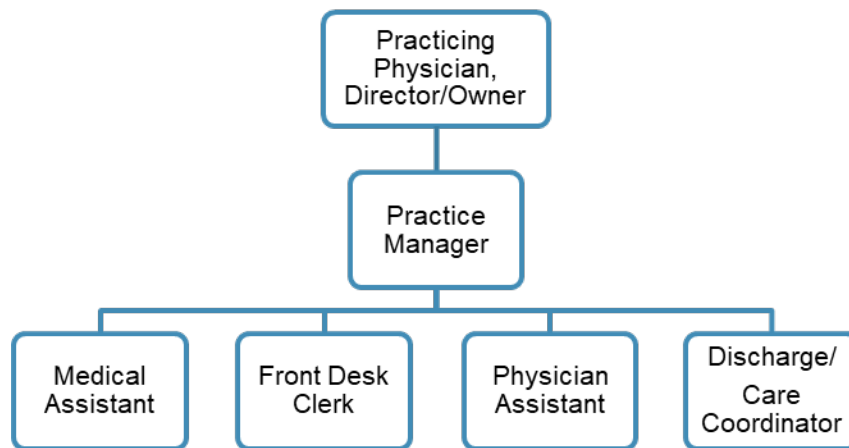 Practicing
Physician,
Director/Owner
Practice
Manager
Medical
Assistant
Front Desk
Clerk
Physician
Assistant
Discharge/
Care
Coordinator